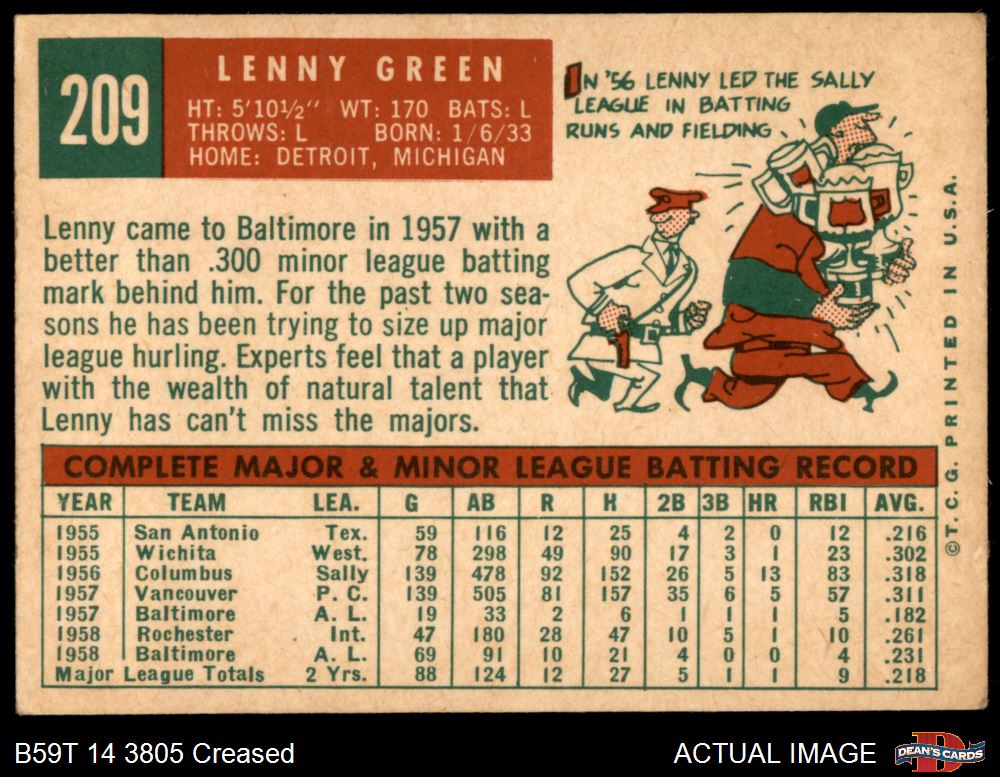 209
LENNY GREEN
HT: 5'10½" WT: 170 BATS: L
THROWS: L BORN: 1/6/33
HOME: DETROIT, MICHIGAN
IN '56 LENNY LED THE SALLY
LEAGUE IN BATTING
RUNS AND FIELDING
Lenny came to Baltimore in 1957 with a
better than .300 minor league batting
mark behind him. For the past two sea-
sons he has been trying to size up major
league hurling. Experts feel that a player
with the wealth of natural talent that
Lenny has can't miss the majors.
COMPLETE MAJOR & MINOR LEAGUE BATTING RECORD
YEAR TEAM LEA. G AB R H 2B 3B HR RBI AVG.
1955 San Antonio Tex. 59 116 12 25 4 2 0 12 .216
1955 Wichita West. 78 298 49 90 17 3 1 23 .302
1956 Columbus Sally 139 478 92 152 26 5 13 83 .318
1957 Vancouver P. C. 139 505 81 157 35 6 5 57 .311
1957 Baltimore A. L. 19 33 2 6 1 1 1 5 .182
1958 Rochester Int. 47 180 28 47 10 5 1 10 .261
1958 Baltimore A. L. 69 91 10 21 4 0 0 4 .231
Major League Totals 2 Yrs. 88 124 12 27 5 1 1 9 .218
© T. C. G. PRINTED IN U.S.A.
B59T 14 3805 Creased
ACTUAL IMAGE
DEAN'S CARDS